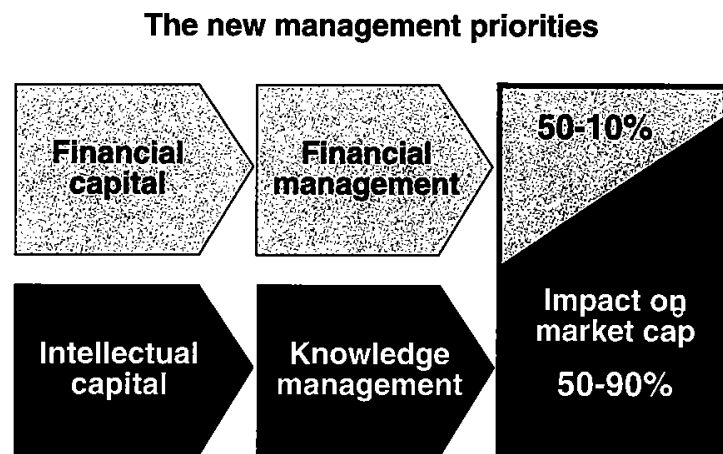 The new management priorities
Financial
capital
Financial
management
50-10%
Intellectual
capital
Knowledge
management
Impact on
market cap
50-90%